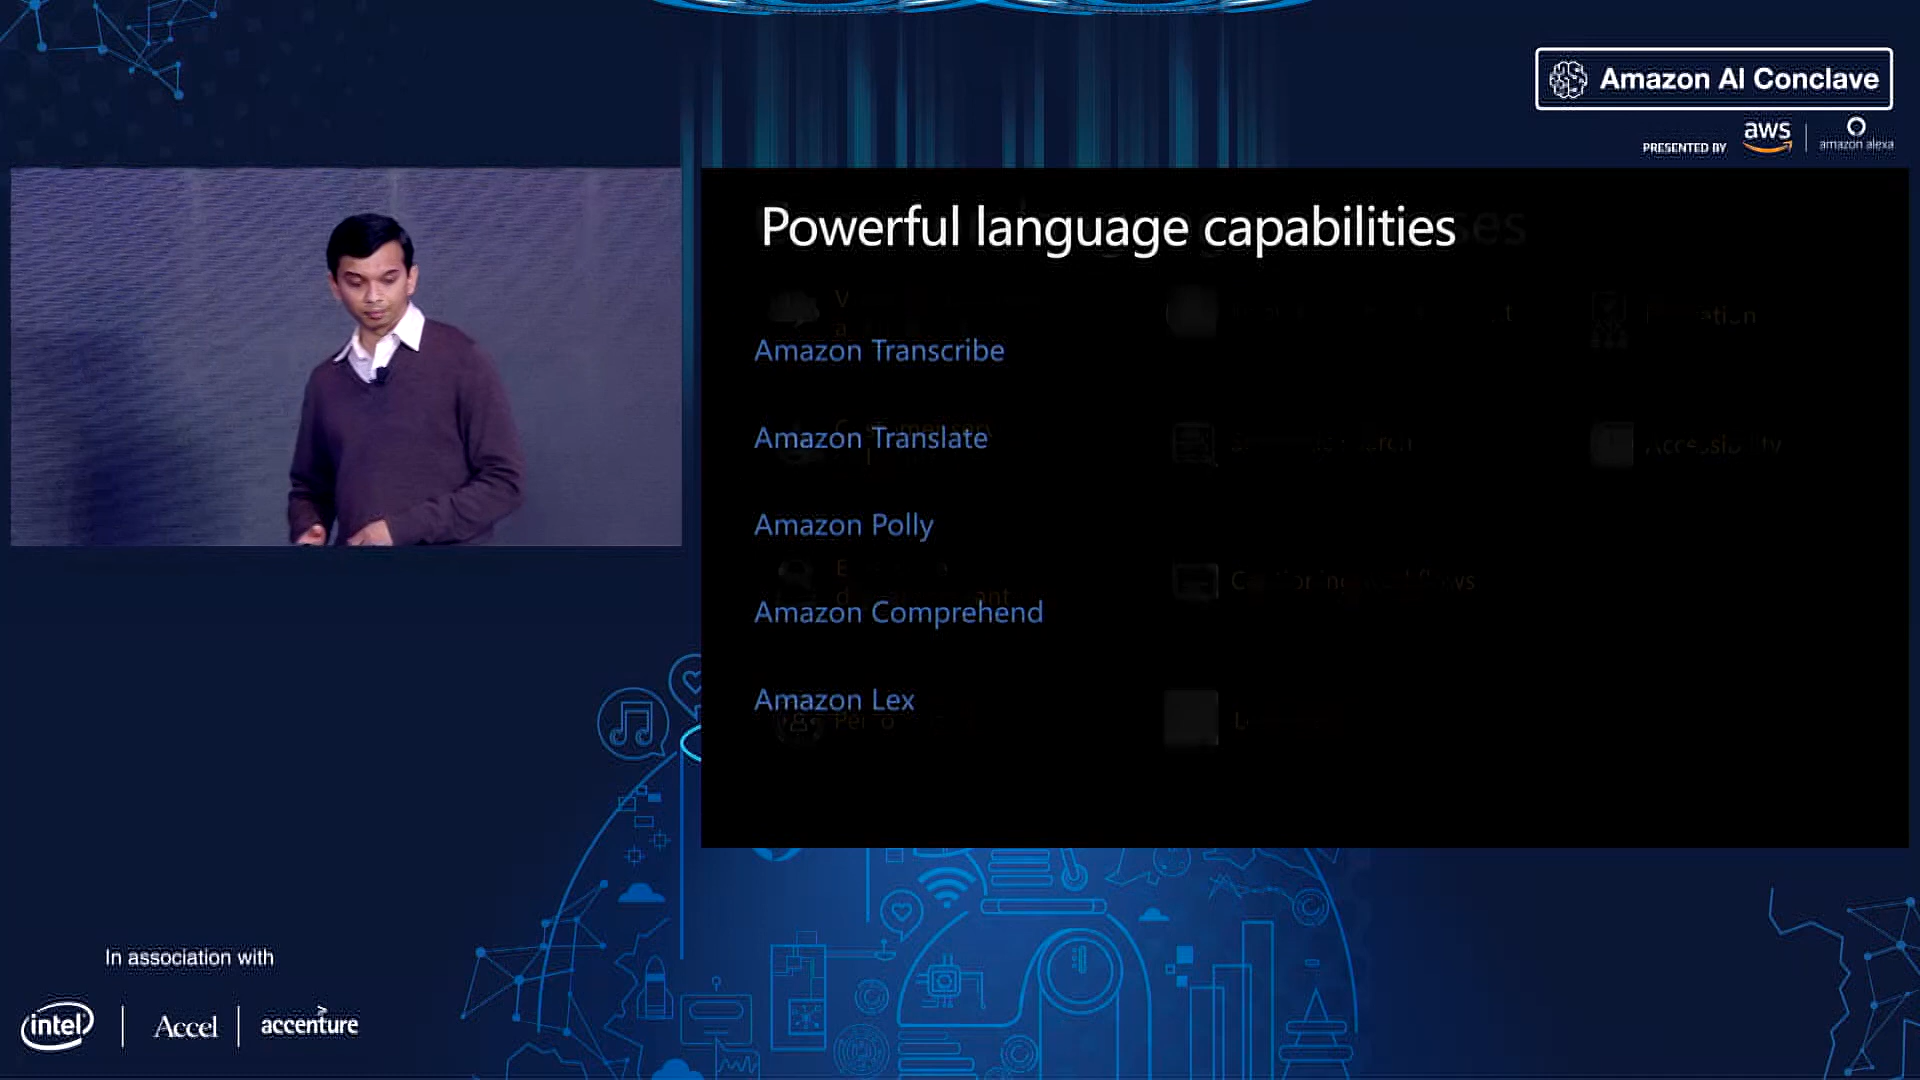 Amazon AI Conclave
PRESENTED BY
aws
amazon alexa
Powerful language capabilities
Amazon Transcribe
Amazon Translate
Amazon Polly
Amazon Comprehend
Amazon Lex
In association with
intel
Accel
accenture